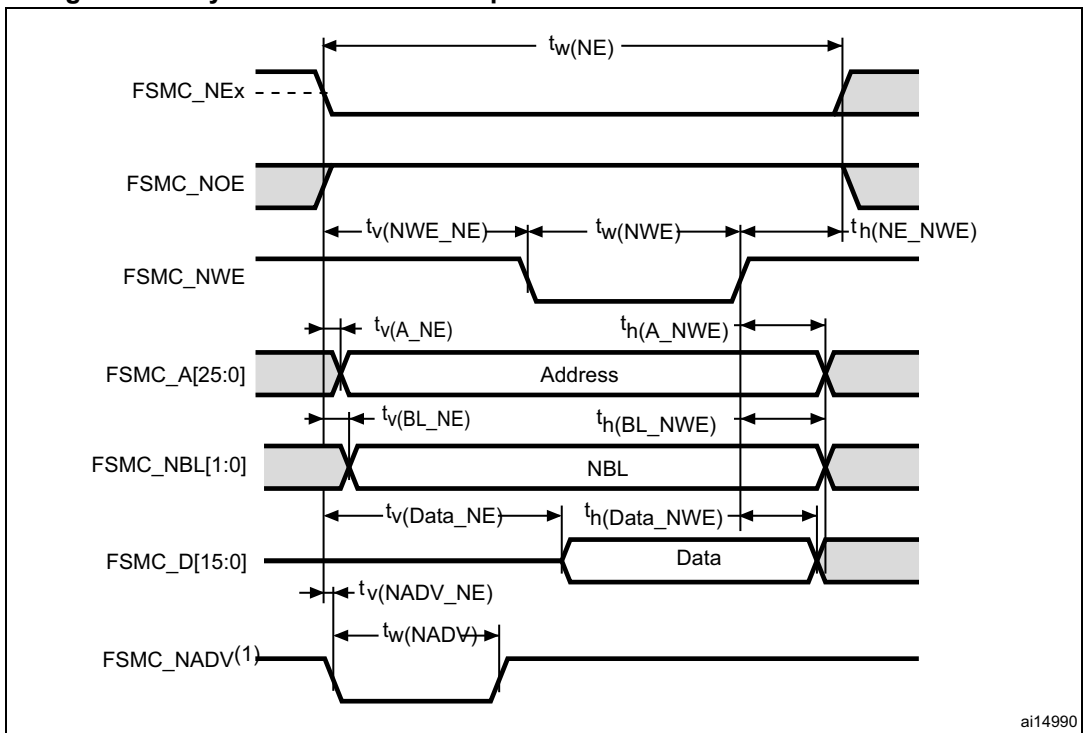 tw(NE)
FSMC_NEx
FSMC_NOE
tv(NWE_NE) tw(NWE) th(NE_NWE)
FSMC_NWE
tv(A_NE) th(A_NWE)
FSMC_A[25:0] Address
tv(BL_NE) th(BL_NWE)
FSMC_NBL[1:0] NBL
tv(Data_NE) th(Data_NWE)
FSMC_D[15:0] Data
tv(NADV_NE)
tw(NADV)
FSMC_NADV(1)
ai14990